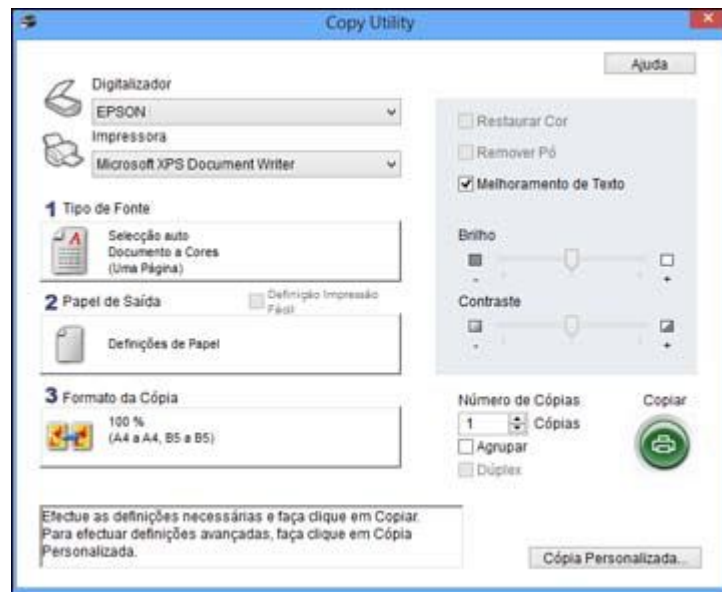 Copy Utility
Ajuda
Digitalizador
EPSON
Impressora
Microsoft XPS Document Writer
1 Tipo de Fonte
Selecção auto
Documento a Cores
(Uma Página)
2 Papel de Saída
Definição Impressão
Fácil
Definições de Papel
3 Formato da Cópia
100 %
(A4 a A4, B5 a B5)
Restaurar Cor
Remover Pó
Melhoramento de Texto
Brilho
- +
Contraste
- +
Número de Cópias
1 Cópias
Agrupar
Dúplex
Copiar
Efectue as definições necessárias e faça clique em Copiar.
Para efectuar definições avançadas, faça clique em Cópia
Personalizada.
Cópia Personalizada...